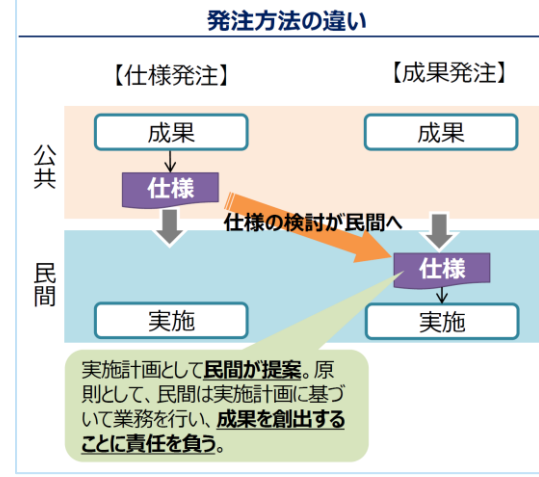 発注方法の違い
【仕様発注】
【成果発注】
公共
成果
成果
仕様
仕様の検討が民間へ
民間
仕様
実施
実施
実施計画として民間が提案。原
則として、民間は実施計画に基づ
いて業務を行い、成果を創出する
ことに責任を負う。